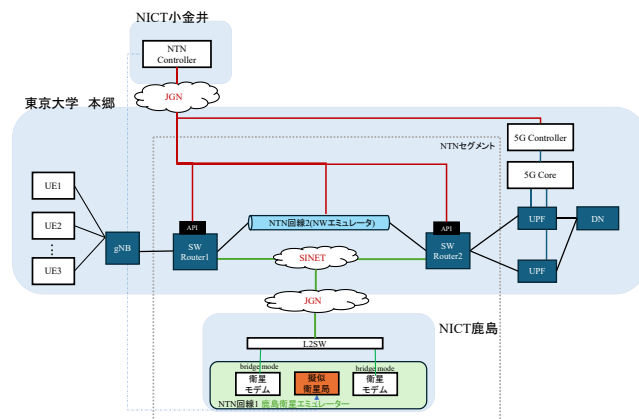 NICT小金井
NTN
Controller
JGN
東京大学 本郷
NTNセグメント
5G Controller
5G Core
UE1
UE2
⋮
UE3
gNB
API
SW
Router1
NTN回線2(NWエミュレータ)
API
SW
Router2
UPF
DN
UPF
SINET
JGN
NICT鹿島
L2SW
bridge mode
bridge mode
衛星
モデム
擬似
衛星局
衛星
モデム
NTN回線1 鹿島衛星エミュレーター